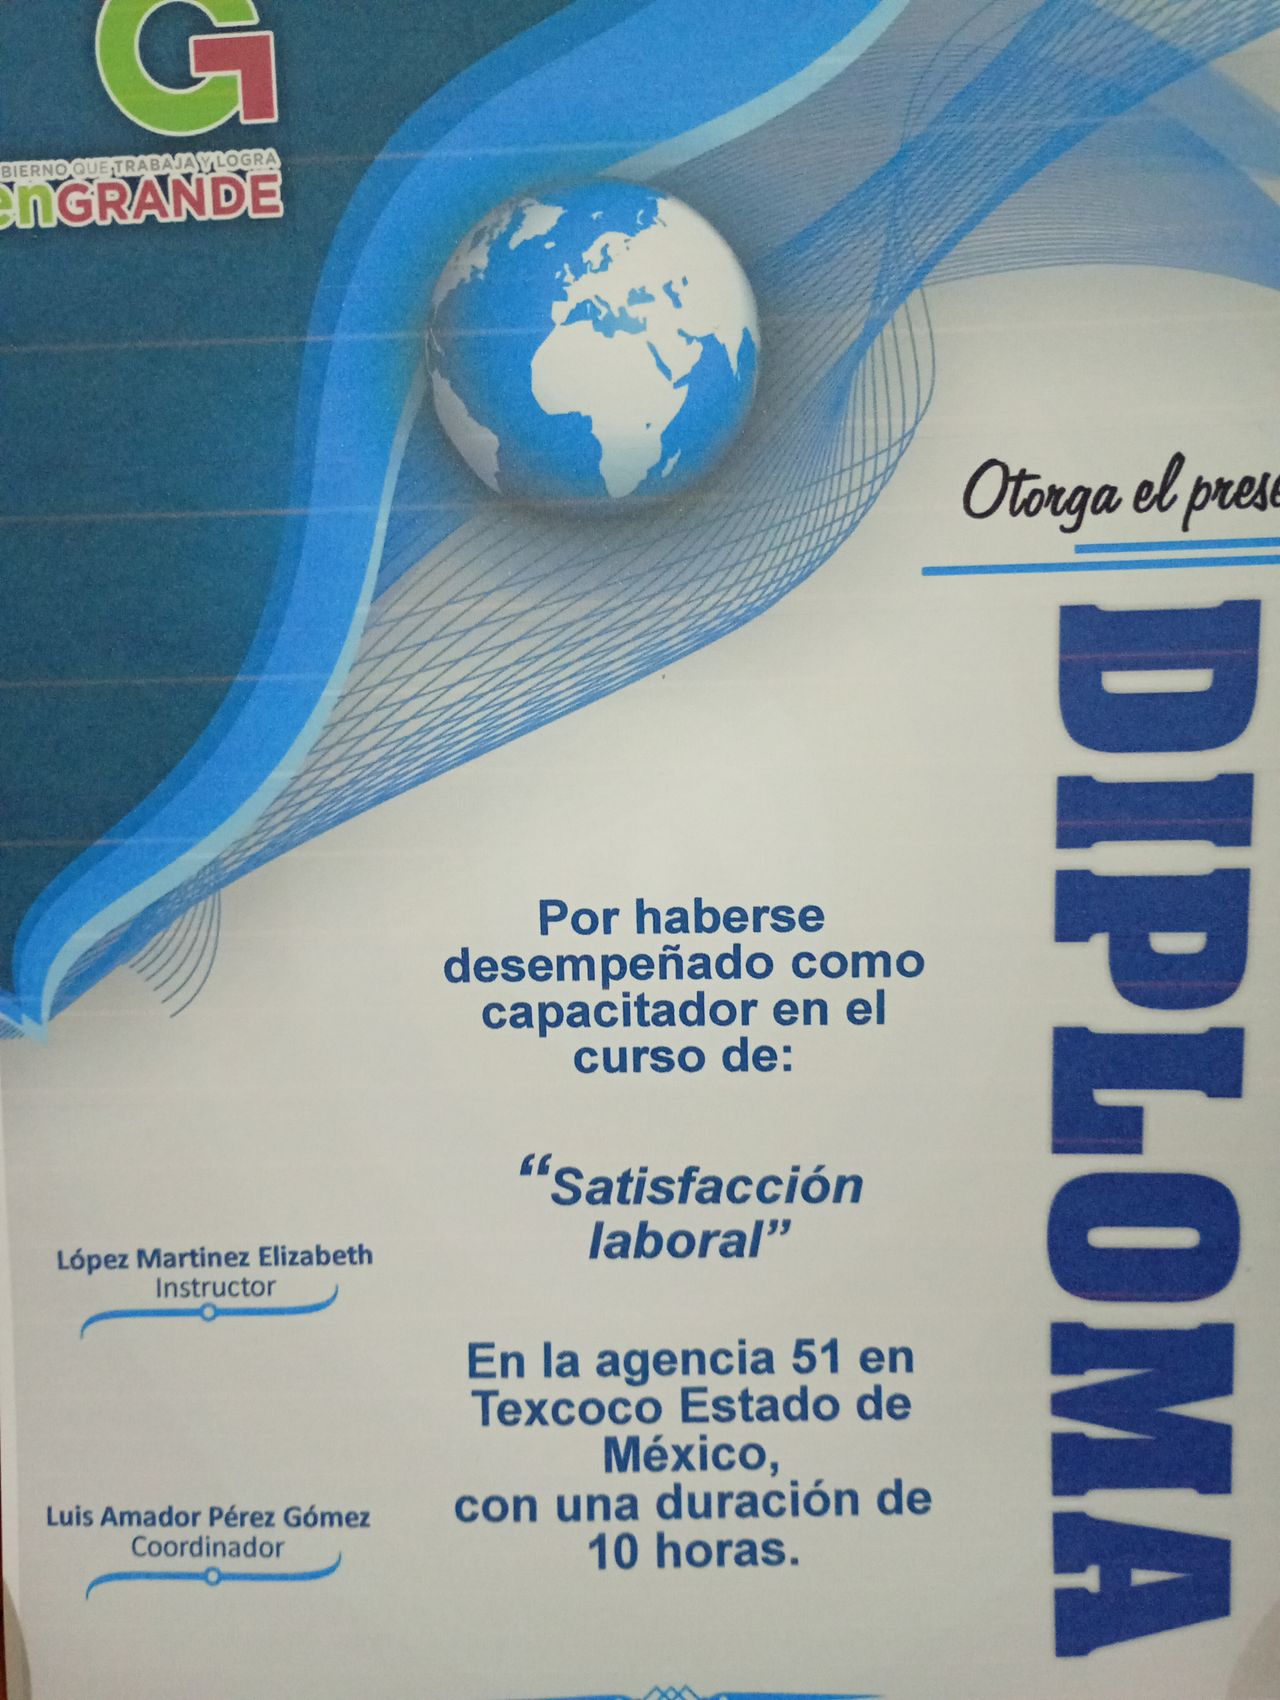 QUE TRABAJA Y LOGRA
enGRANDE
Otorga el
DIPLOMA
Por haberse
desempeñado como
capacitador en el
curso de:
“Satisfacción
laboral”
López Martinez Elizabeth
Instructor
En la agencia 51 en
Texcoco Estado de
México,
con una duración de
10 horas.
Luis Amador Pérez Gómez
Coordinador